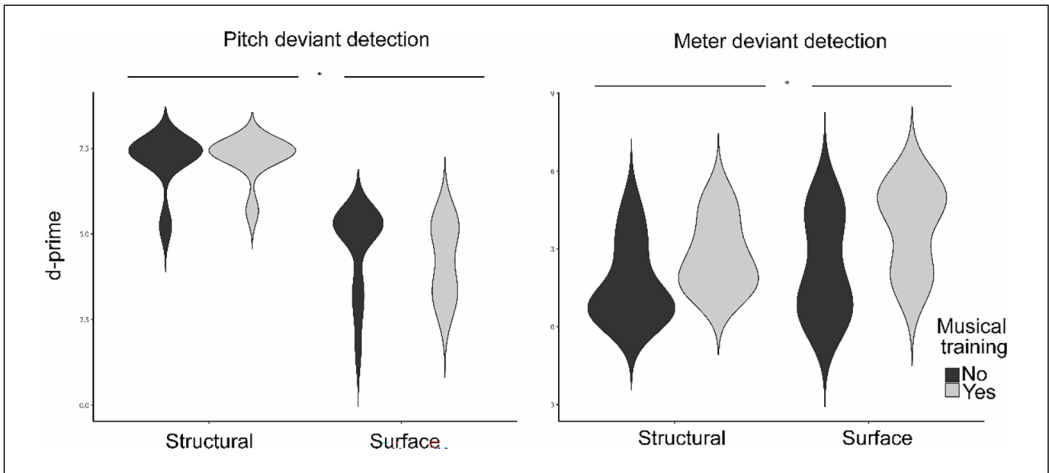 Pitch deviant detection
Meter deviant detection
*
*
d-prime
7.5
5.0
7.5
0.0
9
6
3
0
3
Structural
Surface
Structural
Surface
Musical
training
No
Yes